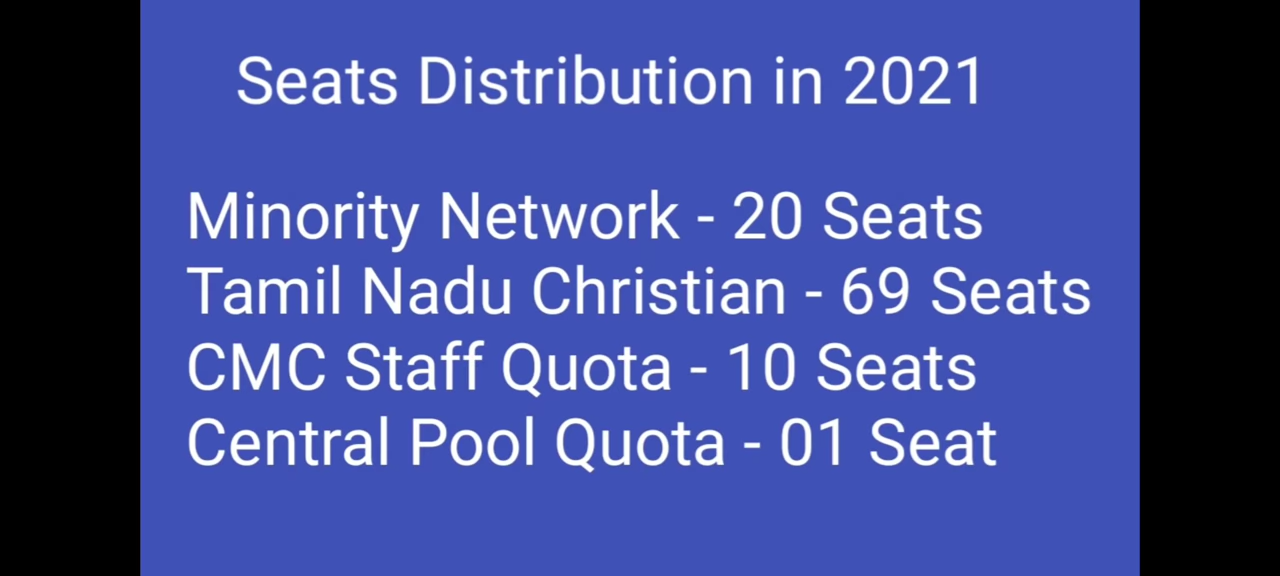 Seats Distribution in 2021
Minority Network - 20 Seats
Tamil Nadu Christian - 69 Seats
CMC Staff Quota - 10 Seats
Central Pool Quota - 01 Seat